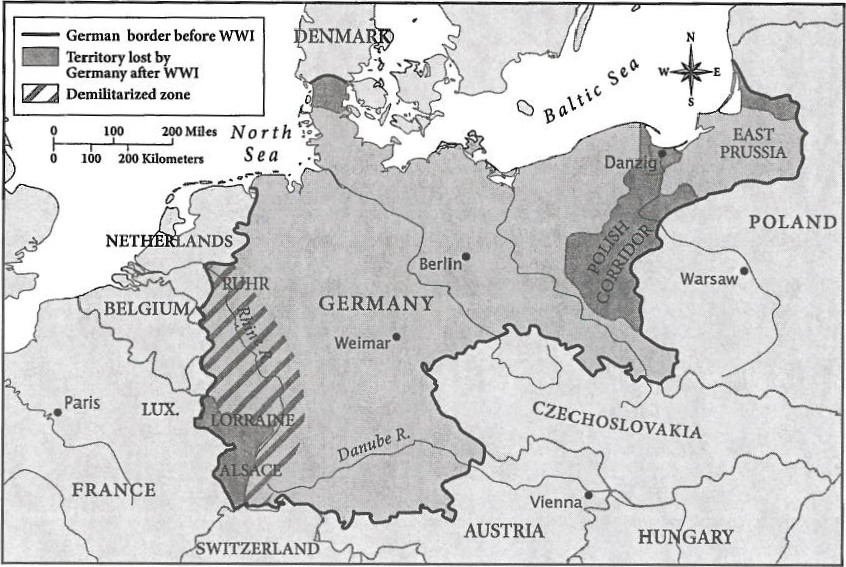 German border before WWI
Territory lost by
Germany after WWI
Demilitarized zone
0 100 200 Miles
0 100 200 Kilometers
DENMARK
North
Sea
Baltic Sea
N
W E
S
EAST
PRUSSIA
Danzig
POLISH
CORRIDOR
POLAND
Warsaw
NETHERLANDS
Berlin
RUHR
Rhine R.
BELGIUM
GERMANY
Weimar
Paris
LUX.
LORRAINE
CZECHOSLOVAKIA
Danube R.
ALSACE
FRANCE
Vienna
AUSTRIA
HUNGARY
SWITZERLAND